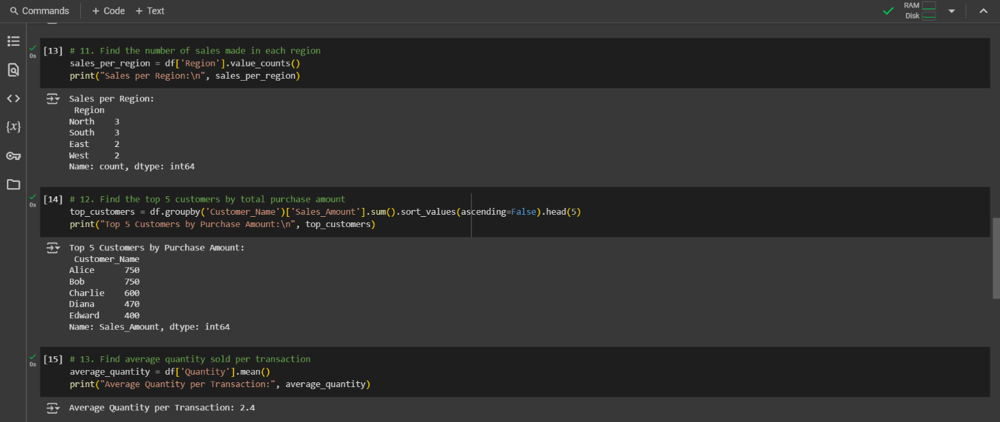 Commands + Code + Text RAM
Disk
[13] # 11. Find the number of sales made in each region
0s sales_per_region = df['Region'].value_counts()
print("Sales per Region:\n", sales_per_region)
Sales per Region:
Region
North 3
South 3
East 2
West 2
Name: count, dtype: int64
[14] # 12. Find the top 5 customers by total purchase amount
0s top_customers = df.groupby('Customer_Name')['Sales_Amount'].sum().sort_values(ascending=False).head(5)
print("Top 5 Customers by Purchase Amount:\n", top_customers)
Top 5 Customers by Purchase Amount:
Customer_Name
Alice 750
Bob 750
Charlie 600
Diana 470
Edward 400
Name: Sales_Amount, dtype: int64
[15] # 13. Find average quantity sold per transaction
0s average_quantity = df['Quantity'].mean()
print("Average Quantity per Transaction:", average_quantity)
Average Quantity per Transaction: 2.4